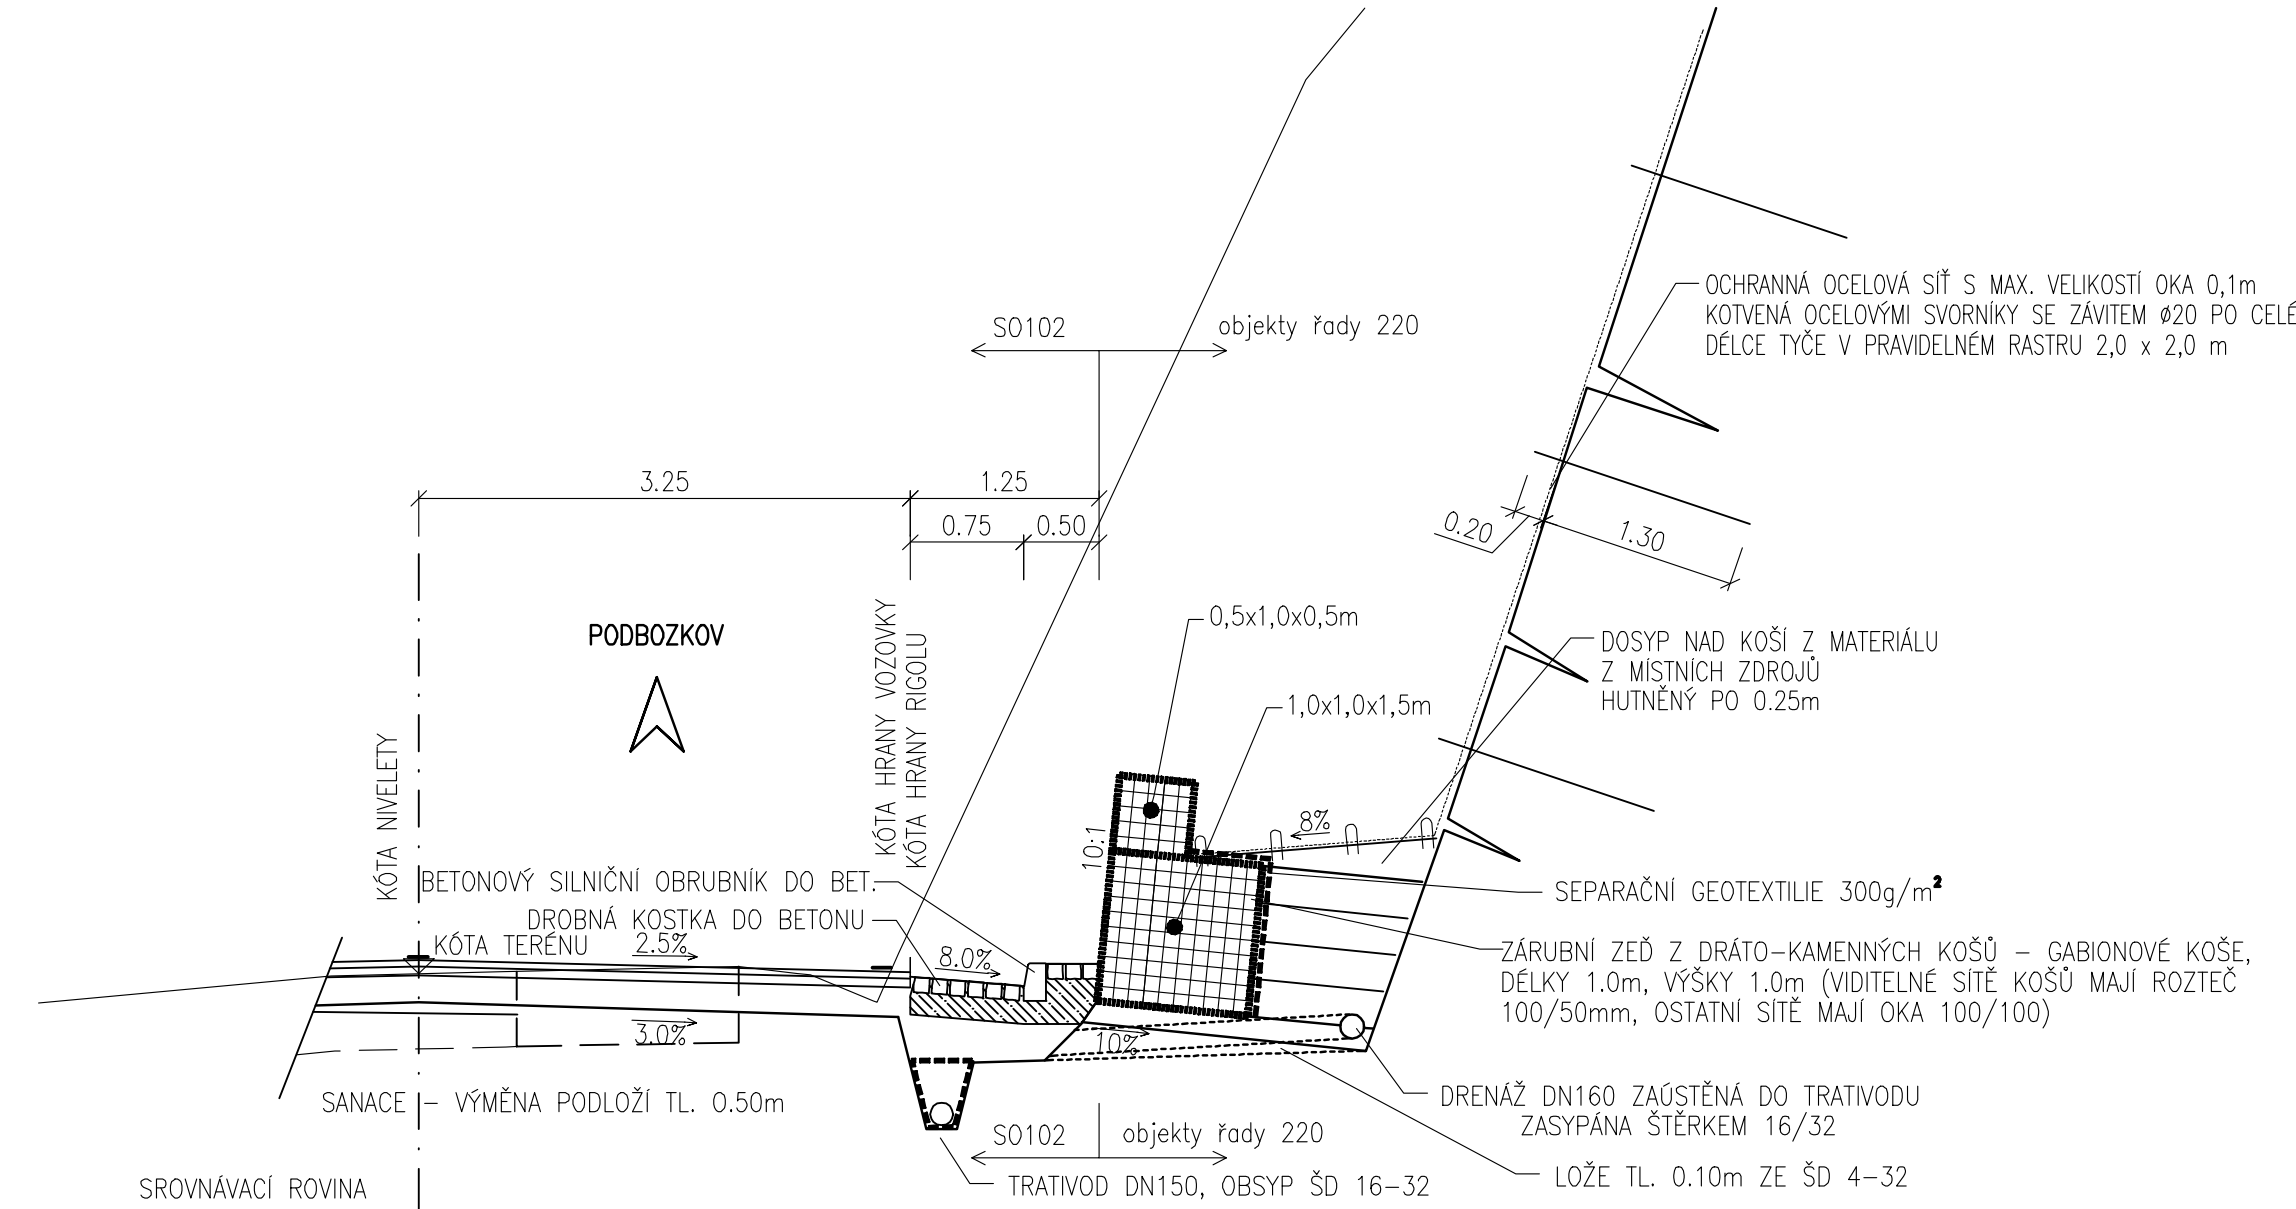 OCHRANNÁ OCELOVÁ SÍŤ S MAX. VELIKOSTÍ OKA 0,1m
KOTVENÁ OCELOVÝMI SVORNÍKY SE ZÁVITEM ø20 PO CELÉ
DÉLCE TYČE V PRAVIDELNÉM RASTRU 2,0 x 2,0 m
SO102
objekty řady 220
3.25
1.25
0.75
0.50
0.20
1.30
PODBOZKOV
0,5x1,0x0,5m
1,0x1,0x1,5m
DOSYP NAD KOŠÍ Z MATERIÁLU
Z MÍSTNÍCH ZDROJŮ
HUTNĚNÝ PO 0.25m
KÓTA NIVELETY
KÓTA HRANY VOZOVKY
KÓTA HRANY RIGOLU
10:1
8%
BETONOVÝ SILNIČNÍ OBRUBNÍK DO BET.
DROBNÁ KOSTKA DO BETONU
KÓTA TERÉNU
2.5%
8.0%
SEPARAČNÍ GEOTEXTILIE 300g/m²
ZÁRUBNÍ ZEĎ Z DRÁTO-KAMENNÝCH KOŠŮ - GABIONOVÉ KOŠE,
DÉLKY 1.0m, VÝŠKY 1.0m (VIDITELNÉ SÍTĚ KOŠŮ MAJÍ ROZTEČ
100/50mm, OSTATNÍ SÍTĚ MAJÍ OKA 100/100)
3.0%
10%
SANACE - VÝMĚNA PODLOŽÍ TL. 0.50m
DRENÁŽ DN160 ZAÚSTĚNÁ DO TRATIVODU
ZASYPÁNA ŠTĚRKEM 16/32
SO102
objekty řady 220
LOŽE TL. 0.10m ZE ŠD 4-32
TRATIVOD DN150, OBSYP ŠD 16-32
SROVNÁVACÍ ROVINA